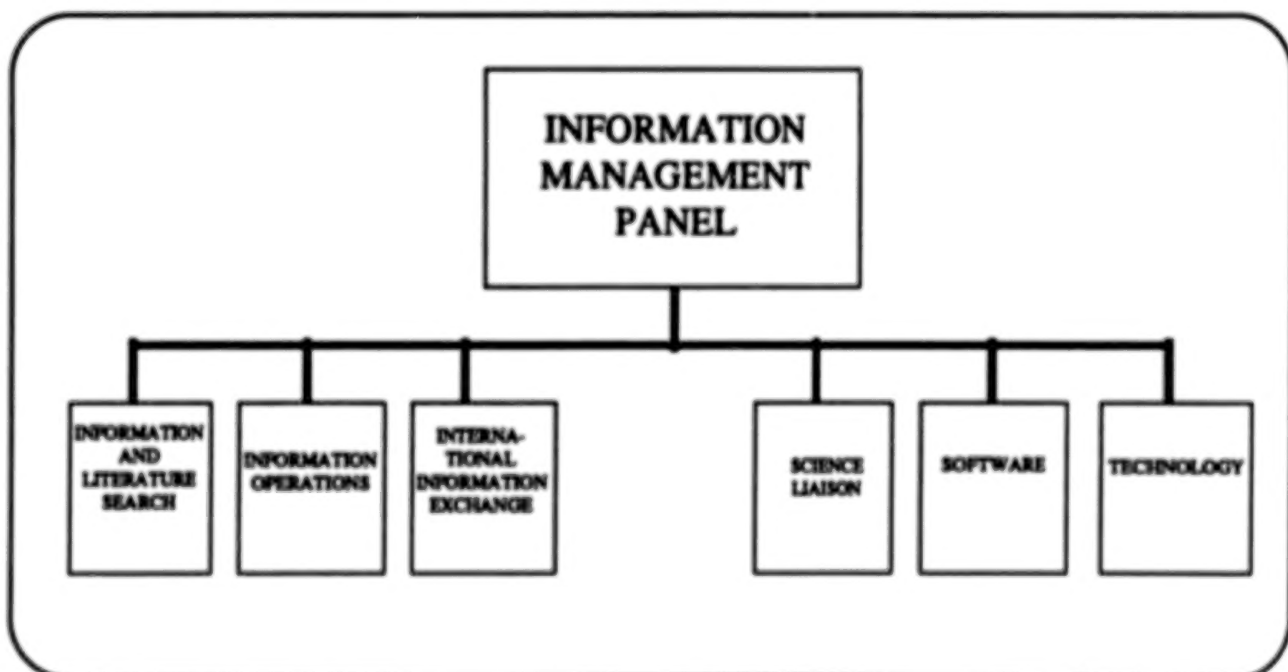 INFORMATION
MANAGEMENT
PANEL
INFORMATION
AND
LITERATURE
SEARCH
INFORMATION
OPERATIONS
INTERNA-
TIONAL
INFORMATION
EXCHANGE
SCIENCE
LIAISON
SOFTWARE
TECHNOLOGY